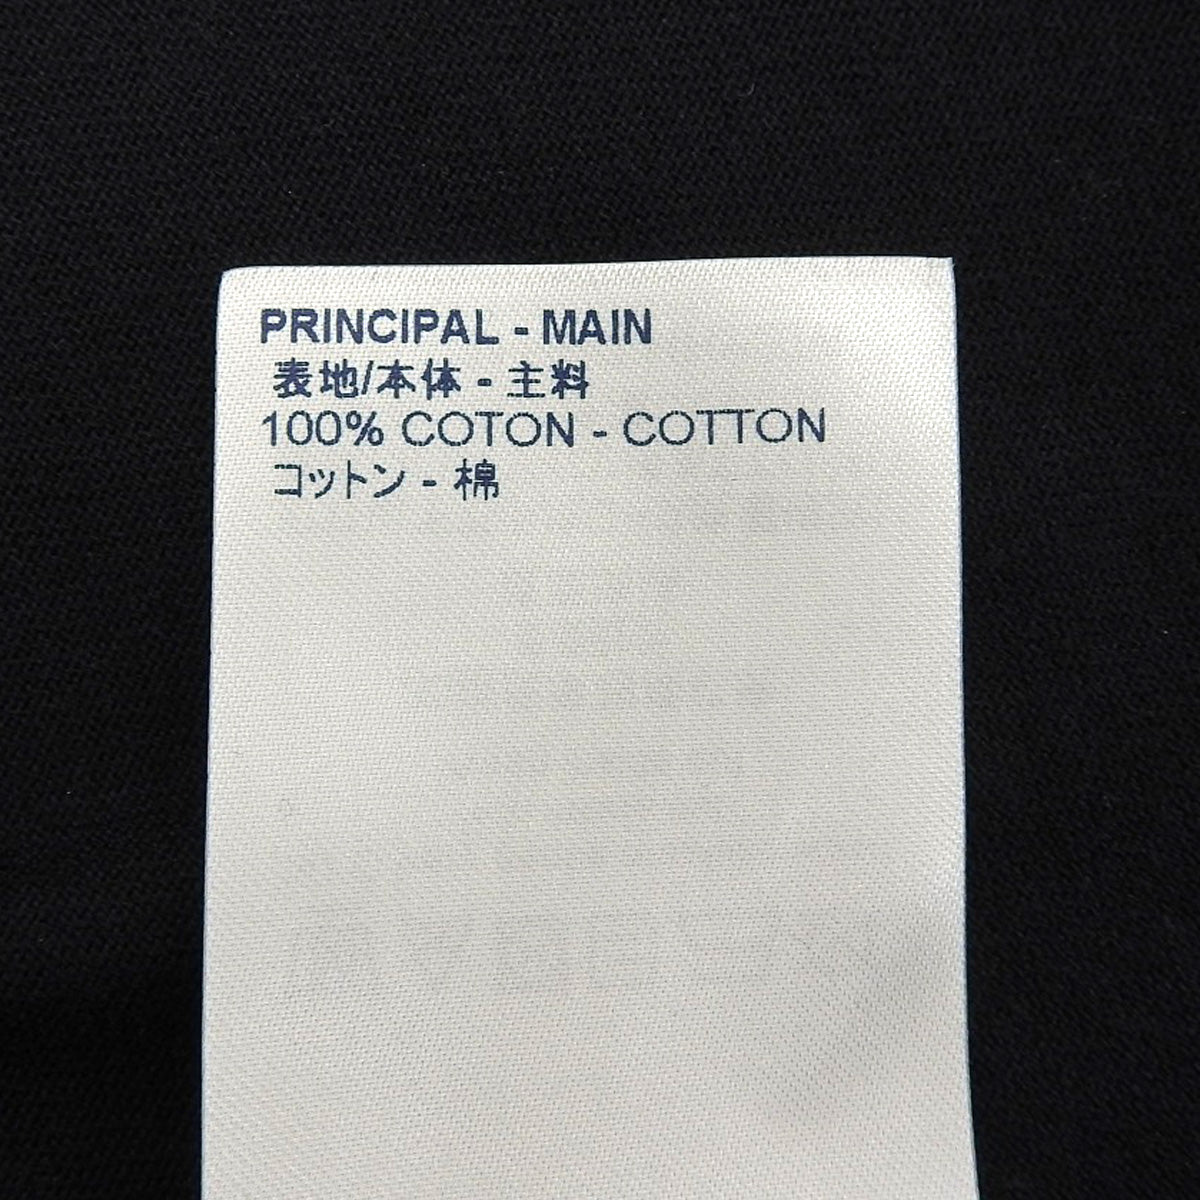 PRINCIPAL - MAIN
表地/本体 - 主料
100% COTON - COTTON
コットン - 棉